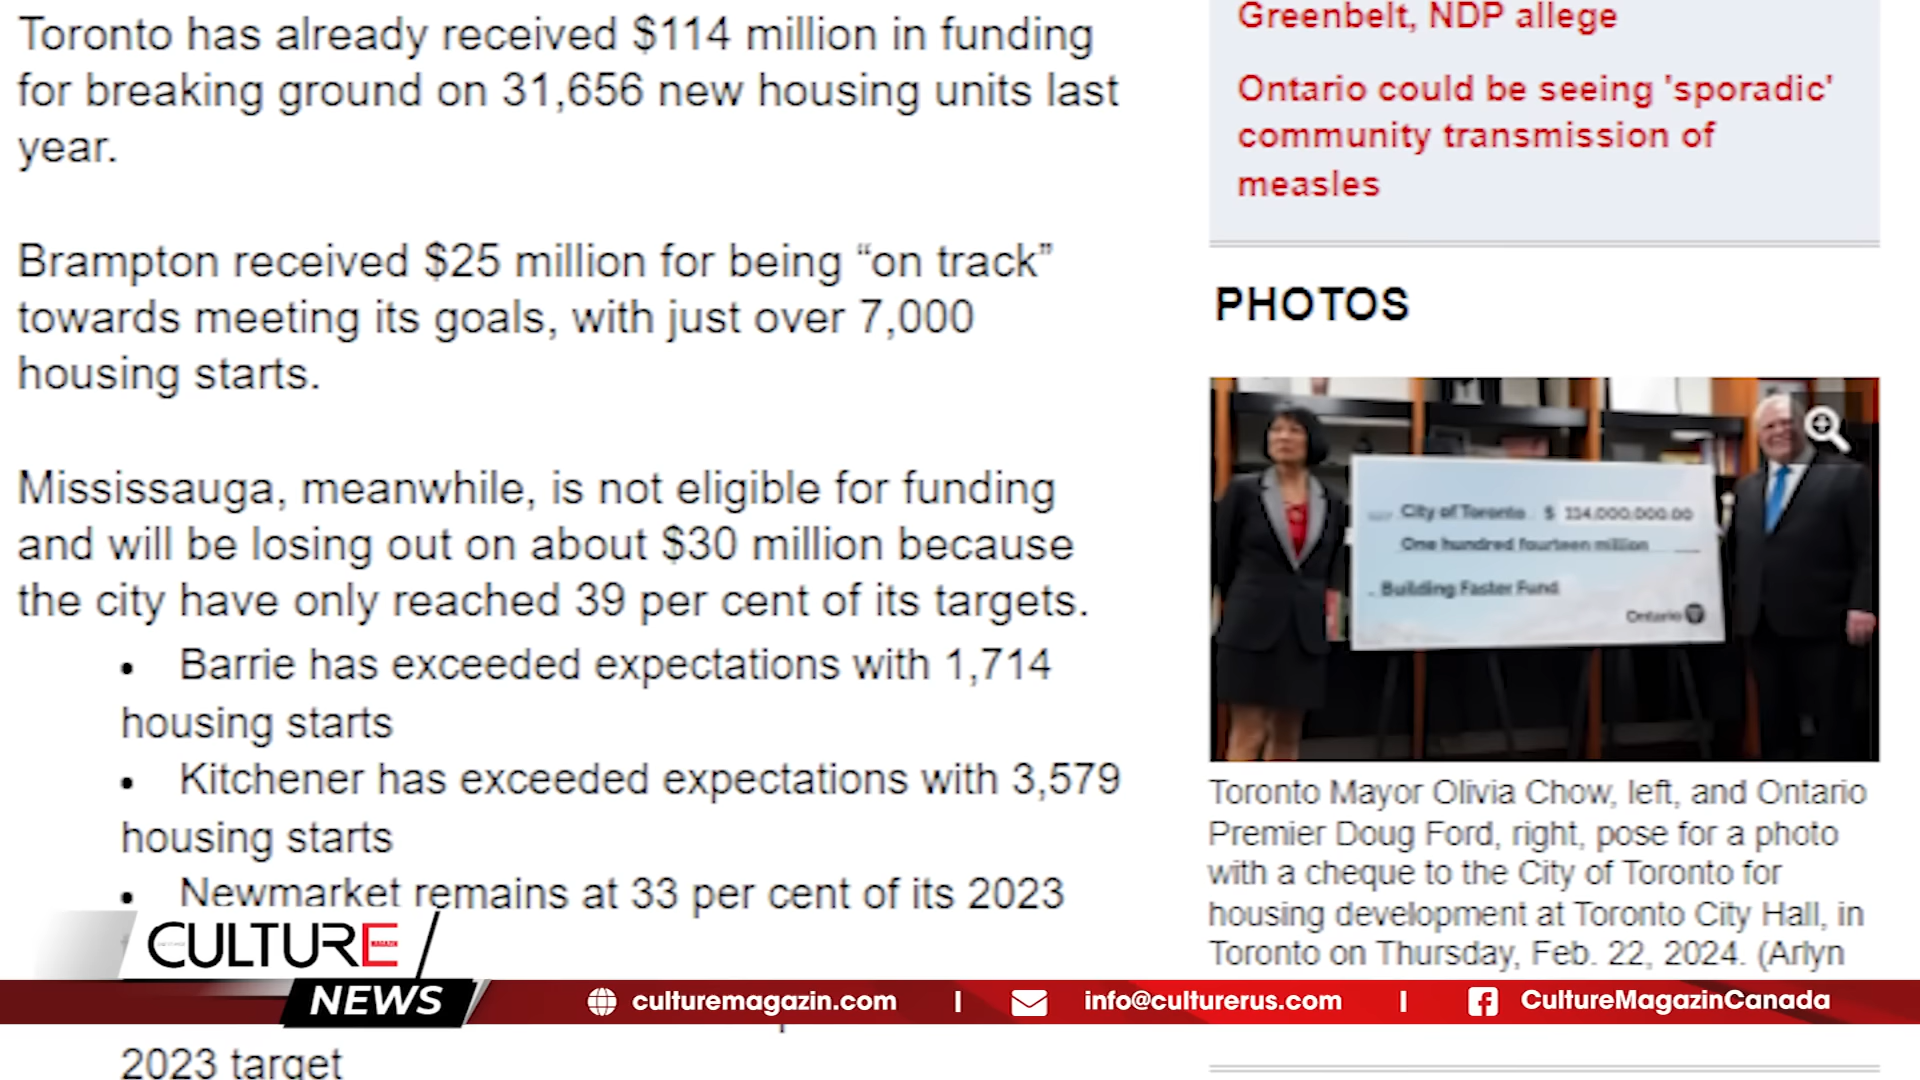 Toronto has already received $114 million in funding
for breaking ground on 31,656 new housing units last
year.
Brampton received $25 million for being “on track”
towards meeting its goals, with just over 7,000
housing starts.
Mississauga, meanwhile, is not eligible for funding
and will be losing out on about $30 million because
the city have only reached 39 per cent of its targets.
• Barrie has exceeded expectations with 1,714
housing starts
• Kitchener has exceeded expectations with 3,579
housing starts
• Newmarket remains at 33 per cent of its 2023
2023 target
Greenbelt, NDP allege
Ontario could be seeing 'sporadic'
community transmission of
measles
PHOTOS
City of Toronto $ 114,000,000.00
One hundred fourteen million
Building Faster Fund
Ontario
Toronto Mayor Olivia Chow, left, and Ontario
Premier Doug Ford, right, pose for a photo
with a cheque to the City of Toronto for
housing development at Toronto City Hall, in
Toronto on Thursday, Feb. 22, 2024. (Arlyn
CULTURE
NEWS
culturemagazin.com | info@culturerus.com | CultureMagazinCanada